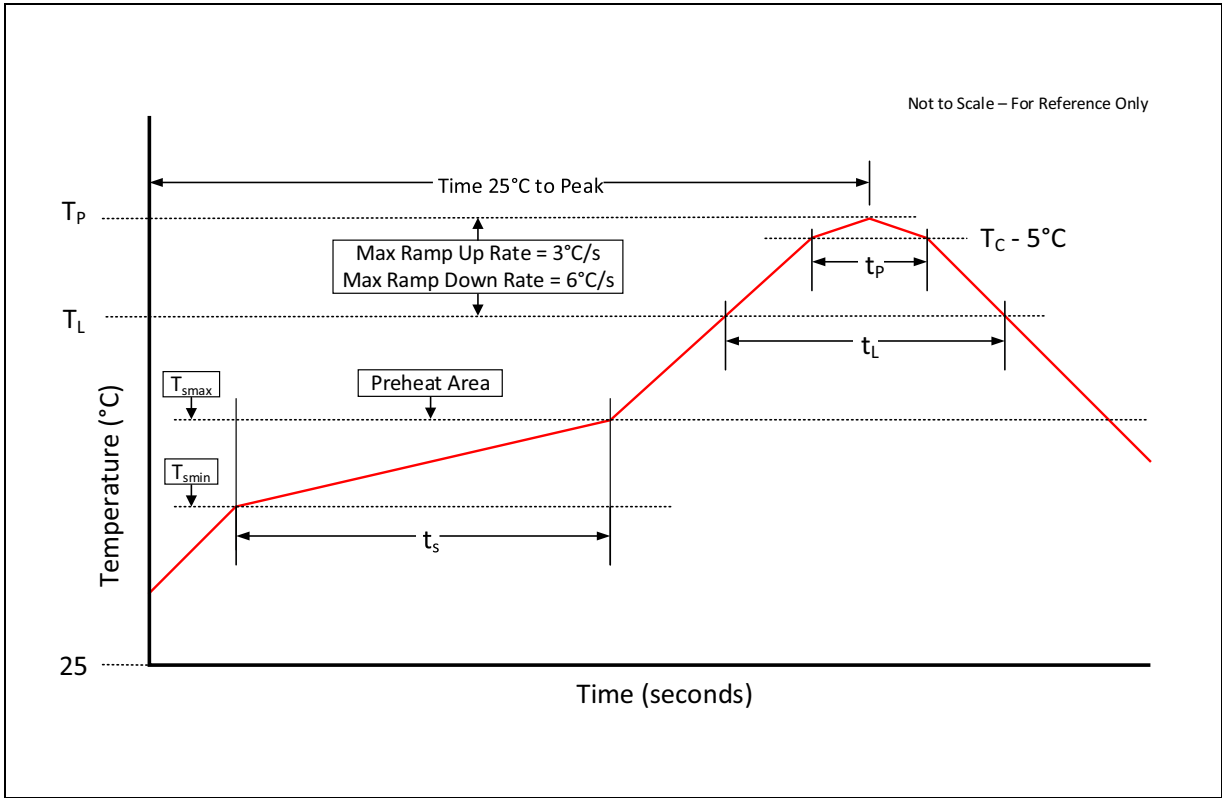 Not to Scale – For Reference Only
Time 25°C to Peak
TP
Max Ramp Up Rate = 3°C/s
Max Ramp Down Rate = 6°C/s
TC - 5°C
tP
TL
tL
Tsmax
Preheat Area
Tsmin
ts
Temperature (°C)
25
Time (seconds)